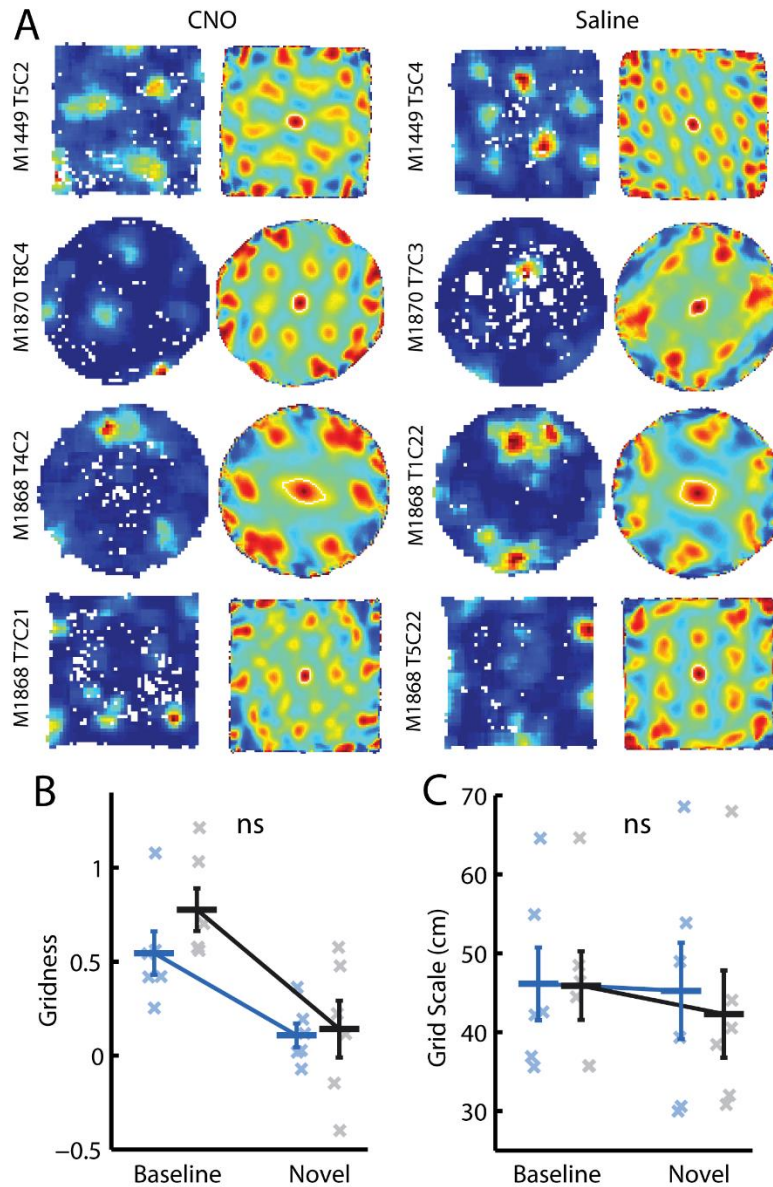 A
CNO
Saline
M1449 T5C2
M1449 T5C4
M1870 T8C4
M1870 T7C3
M1868 T4C2
M1868 T1C22
M1868 T7C21
M1868 T5C22
B
ns
Gridness
1
0.5
0
−0.5
Baseline
Novel
C
ns
Grid Scale (cm)
70
60
50
40
30
Baseline
Novel